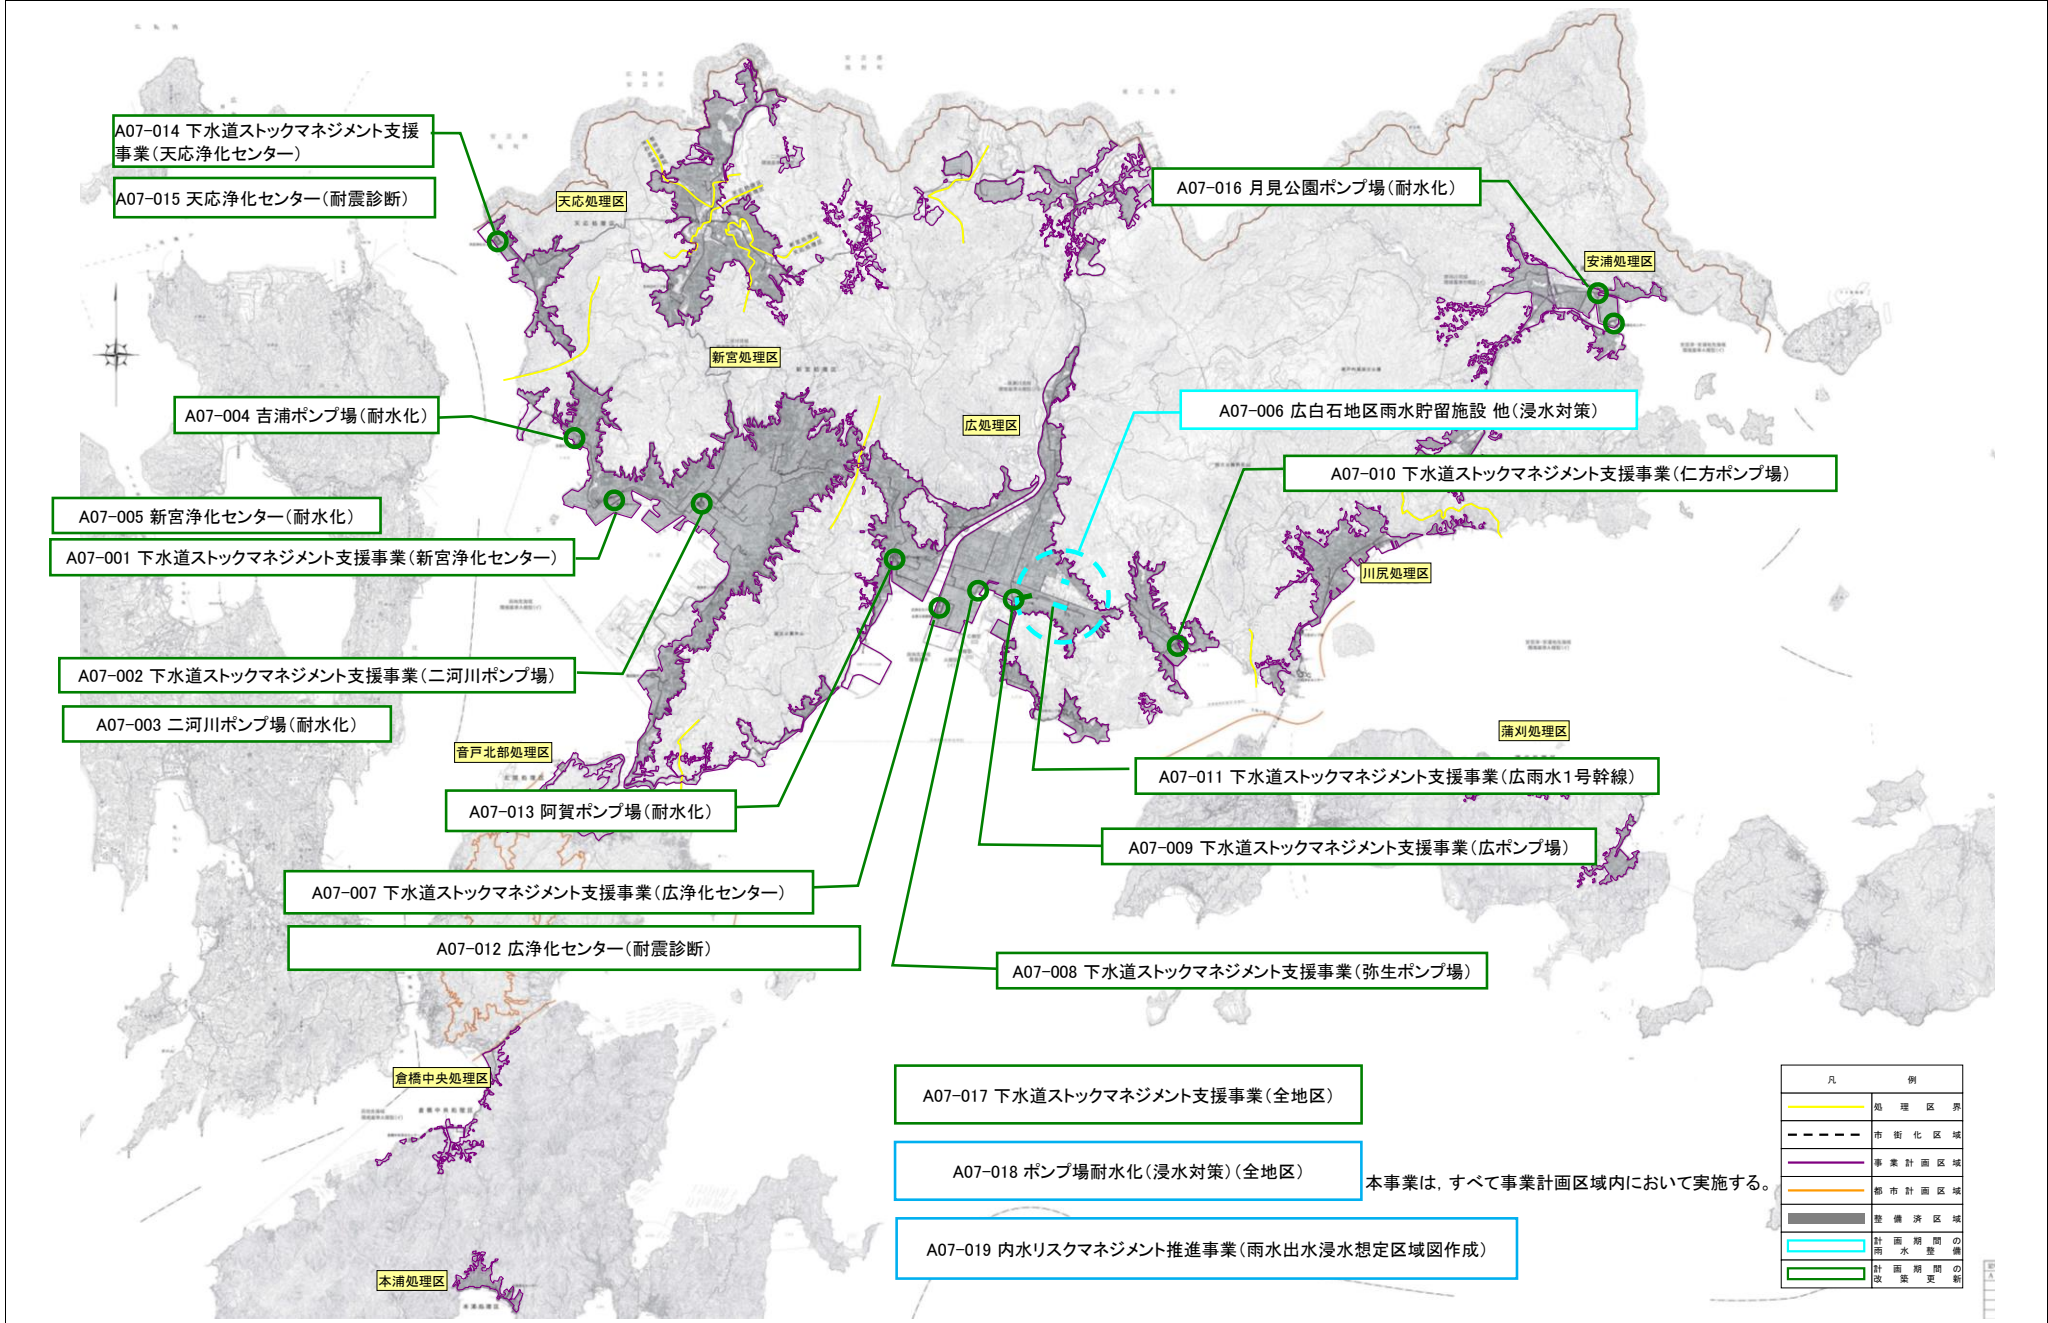 A07-014 下水道ストックマネジメント支援
事業(天応浄化センター)
A07-015 天応浄化センター(耐震診断)
天応処理区
A07-016 月見公園ポンプ場(耐水化)
安浦処理区
新宮処理区
A07-004 吉浦ポンプ場(耐水化)
広処理区
A07-006 広白石地区雨水貯留施設 他(浸水対策)
A07-010 下水道ストックマネジメント支援事業(仁方ポンプ場)
A07-005 新宮浄化センター(耐水化)
A07-001 下水道ストックマネジメント支援事業(新宮浄化センター)
川尻処理区
A07-002 下水道ストックマネジメント支援事業(二河川ポンプ場)
A07-003 二河川ポンプ場(耐水化)
蒲刈処理区
音戸北部処理区
A07-011 下水道ストックマネジメント支援事業(広雨水1号幹線)
A07-013 阿賀ポンプ場(耐水化)
A07-009 下水道ストックマネジメント支援事業(広ポンプ場)
A07-007 下水道ストックマネジメント支援事業(広浄化センター)
A07-012 広浄化センター(耐震診断)
A07-008 下水道ストックマネジメント支援事業(弥生ポンプ場)
倉橋中央処理区
A07-017 下水道ストックマネジメント支援事業(全地区)
A07-018 ポンプ場耐水化(浸水対策)(全地区)
本事業は, すべて事業計画区域内において実施する。
A07-019 内水リスクマネジメント推進事業(雨水出水浸水想定区域図作成)
本浦処理区
凡 例
処理区界
市街化区域
事業計画区域
都市計画区域
整備済区域
計画期間の
雨水整備
計画期間の
改築更新